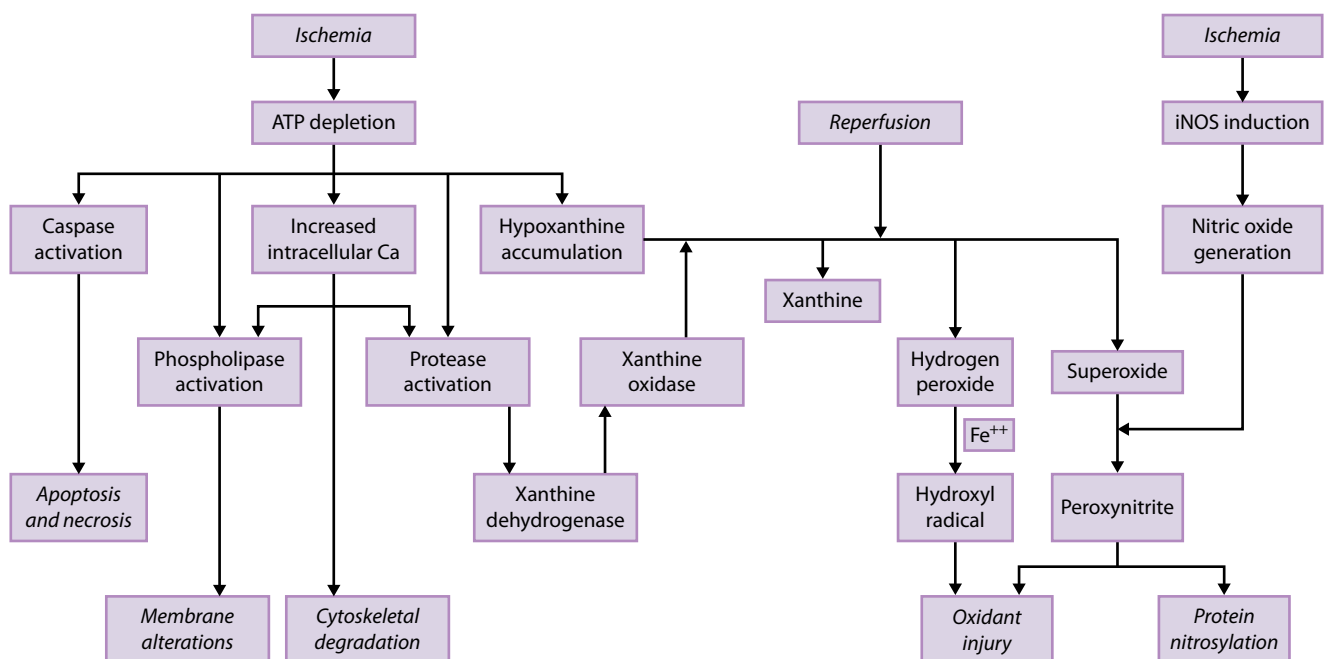 Ischemia
Ischemia
ATP depletion
Reperfusion
iNOS induction
Caspase
activation
Increased
intracellular Ca
Hypoxanthine
accumulation
Nitric oxide
generation
Xanthine
Phospholipase
activation
Protease
activation
Xanthine
oxidase
Hydrogen
peroxide
Superoxide
Fe⁺⁺
Apoptosis
and necrosis
Xanthine
dehydrogenase
Hydroxyl
radical
Peroxynitrite
Membrane
alterations
Cytoskeletal
degradation
Oxidant
injury
Protein
nitrosylation